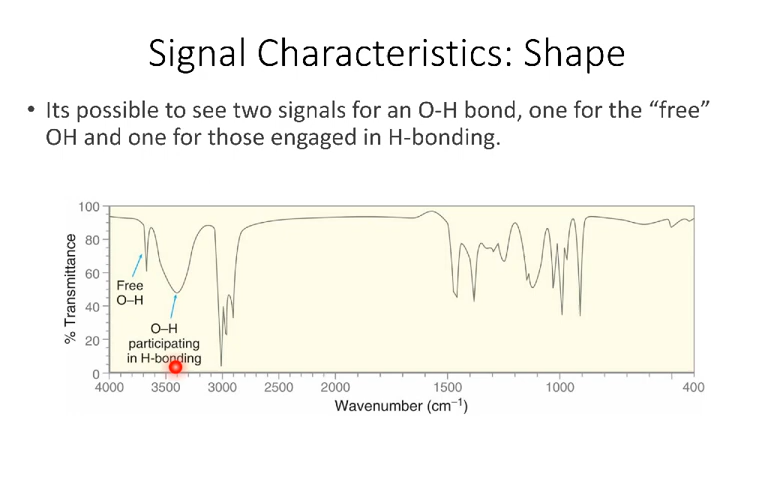 Signal Characteristics: Shape
• Its possible to see two signals for an O-H bond, one for the “free”
OH and one for those engaged in H-bonding.
100
80
60
40
20
0
% Transmittance
Free
O–H
O–H
participating
in H-bonding
4000 3500 3000 2500 2000 1500 1000 400
Wavenumber (cm⁻¹)